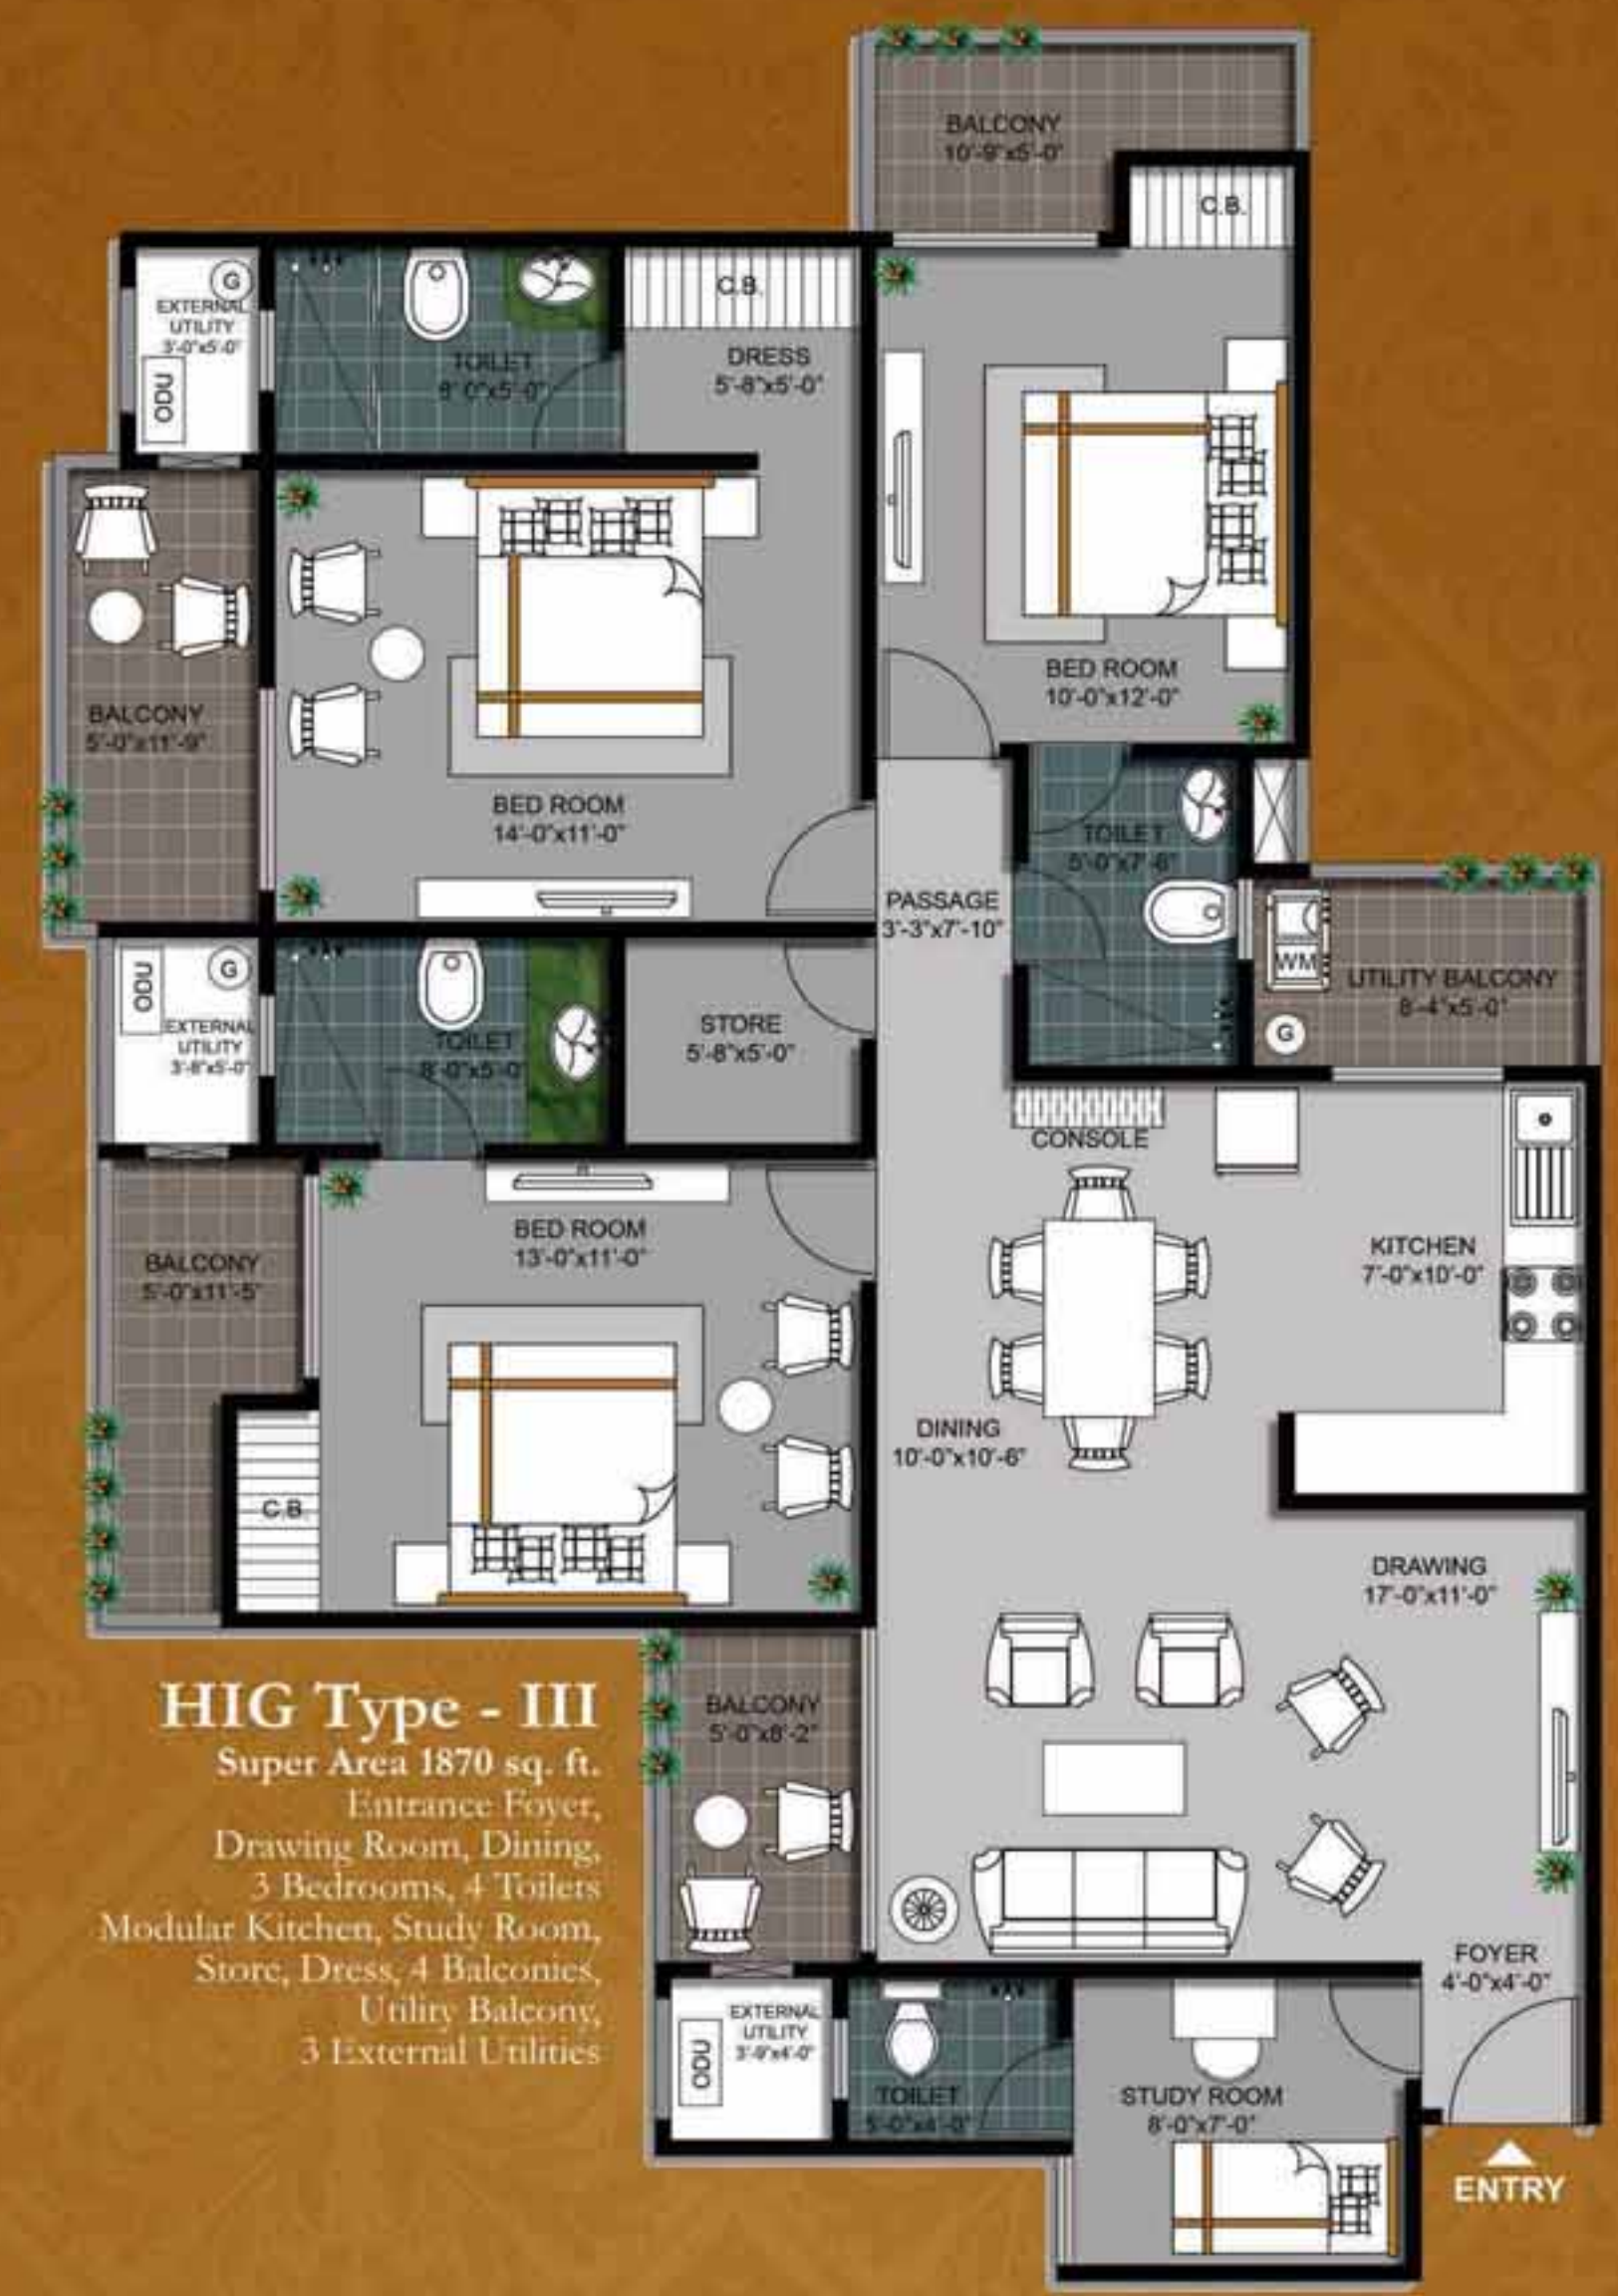 BALCONY
10'-9"x5'-0"
C.B.
G
EXTERNAL
UTILITY
3'-0"x5'-0"
ODU
TOILET
8'-0"x5'-0"
C.B.
DRESS
5'-8"x5'-0"
BED ROOM
10'-0"x12'-0"
BALCONY
5'-0"x11'-9"
BED ROOM
14'-0"x11'-0"
TOILET
5'-0"x7'-6"
PASSAGE
3'-3"x7'-10"
WM
UTILITY BALCONY
8'-4"x5'-0"
G
ODU
G
EXTERNAL
UTILITY
3'-8"x5'-0"
TOILET
8'-0"x5'-0"
STORE
5'-8"x5'-0"
CONSOLE
BED ROOM
13'-0"x11'-0"
BALCONY
5'-0"x11'-5"
KITCHEN
7'-0"x10'-0"
DINING
10'-0"x10'-6"
C.B.
DRAWING
17'-0"x11'-0"
HIG Type - III
Super Area 1870 sq. ft.
Entrance Foyer,
Drawing Room, Dining,
3 Bedrooms, 4 Toilets
Modular Kitchen, Study Room,
Store, Dress, 4 Balconies,
Utility Balcony,
3 External Utilities
BALCONY
5'-0"x8'-2"
FOYER
4'-0"x4'-0"
EXTERNAL
UTILITY
3'-9"x4'-0"
ODU
TOILET
5'-0"x4'-0"
STUDY ROOM
8'-0"x7'-0"
ENTRY